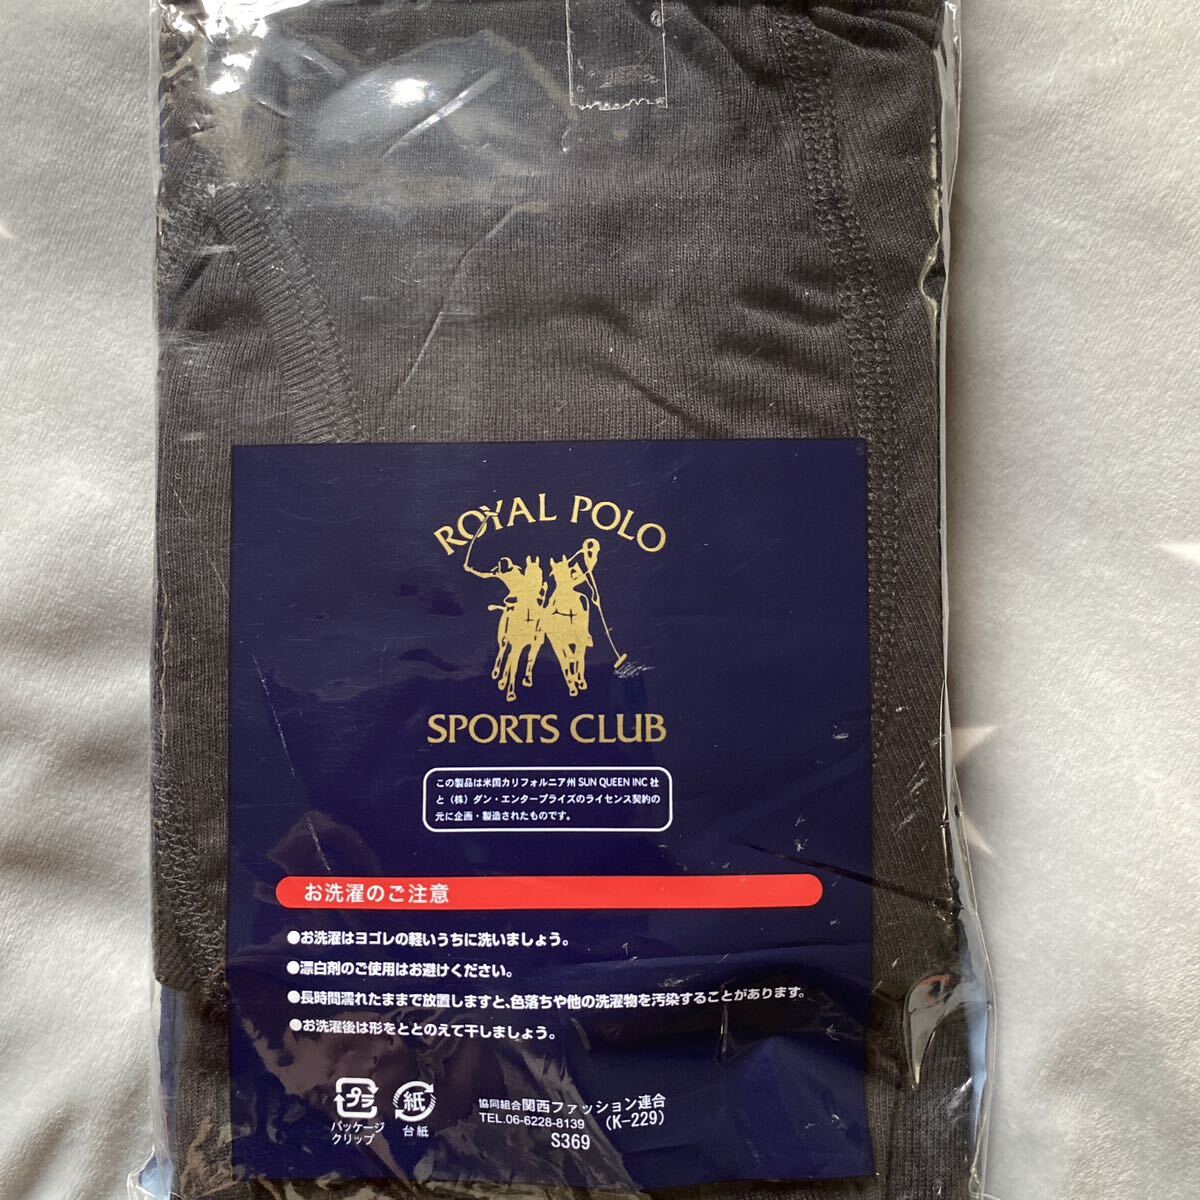 ROYAL POLO
SPORTS CLUB
この製品は米国カリフォルニア州 SUN QUEEN INC 社
と（株）ダン・エンタープライズのライセンス契約の
元に企画・製造されたものです。
お洗濯のご注意
●お洗濯はヨゴレの軽いうちに洗いましょう。
●漂白剤のご使用はお避けください。
●長時間濡れたままで放置しますと、色落ちや他の洗濯物を汚染することがあります。
●お洗濯後は形をととのえて干しましょう。
プラ
パッケージ
クリップ
紙
台紙
協同組合関西ファッション連合
TEL.06-6228-8139 （K-229）
S369